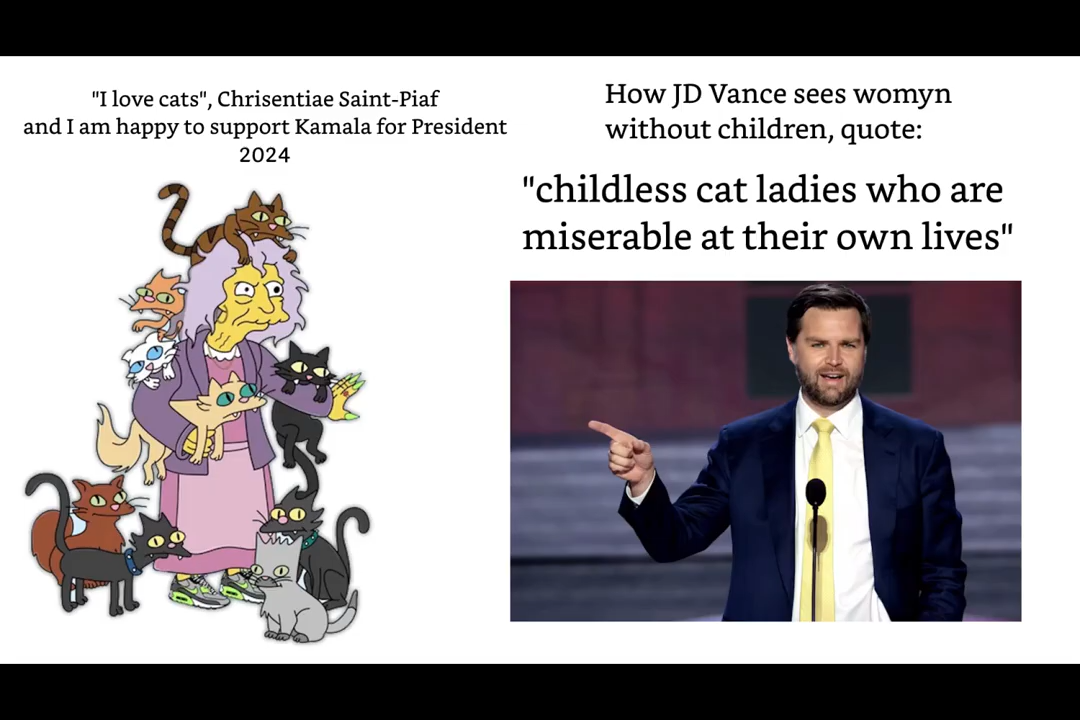 "I love cats", Chrisentiae Saint-Piaf
and I am happy to support Kamala for President
2024
How JD Vance sees womyn
without children, quote:
"childless cat ladies who are
miserable at their own lives"